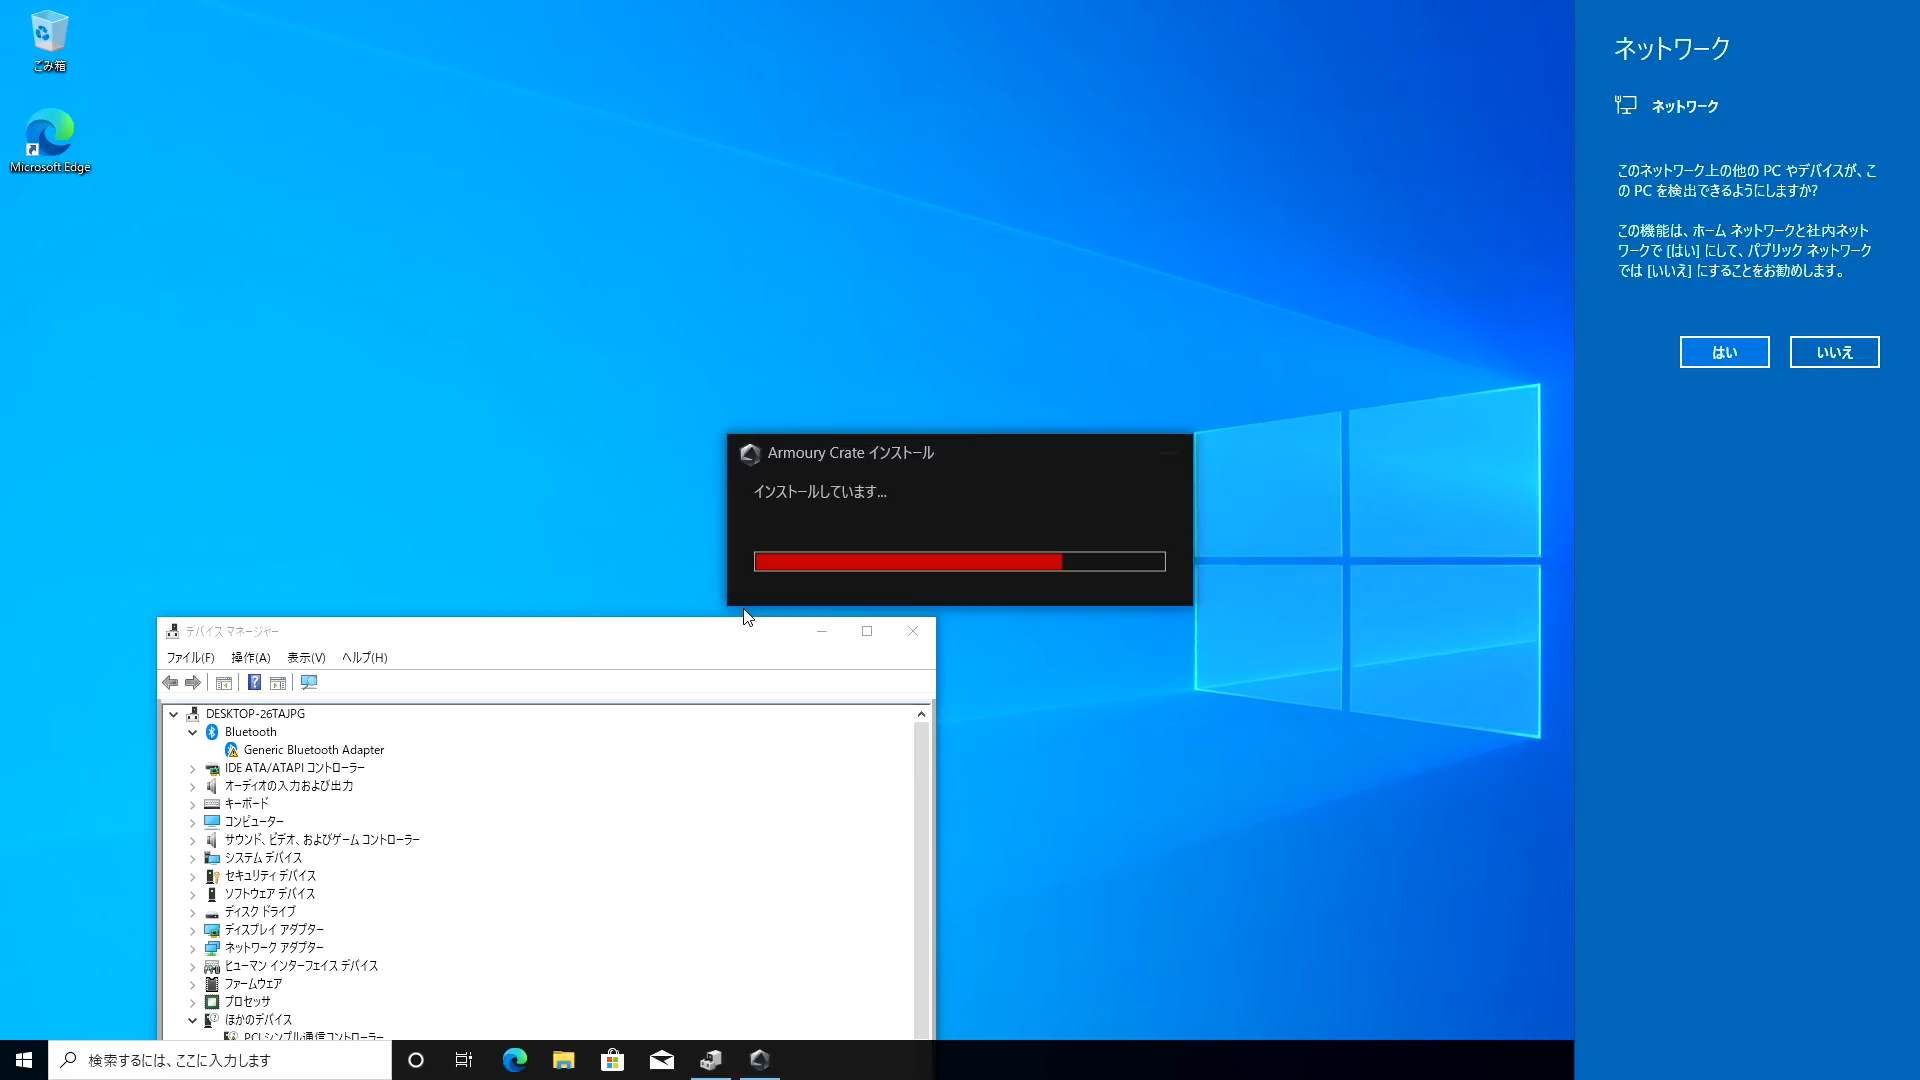 ごみ箱
Microsoft Edge
Armoury Crate インストール
インストールしています...
デバイス マネージャー
ファイル(F) 操作(A) 表示(V) ヘルプ(H)
DESKTOP-26TAJPG
Bluetooth
Generic Bluetooth Adapter
IDE ATA/ATAPI コントローラー
オーディオの入力および出力
キーボード
コンピューター
サウンド、ビデオ、およびゲーム コントローラー
システム デバイス
セキュリティ デバイス
ソフトウェア デバイス
ディスク ドライブ
ディスプレイ アダプター
ネットワーク アダプター
ヒューマン インターフェイス デバイス
ファームウェア
プロセッサ
ほかのデバイス
PCI シンプル通信コントローラー
検索するには、ここに入力します
ネットワーク
ネットワーク
このネットワーク上の他の PC やデバイスが、こ
の PC を検出できるようにしますか?
この機能は、ホーム ネットワークと社内ネット
ワークで [はい] にして、パブリック ネットワーク
では [いいえ] にすることをお勧めします。
はい いいえ